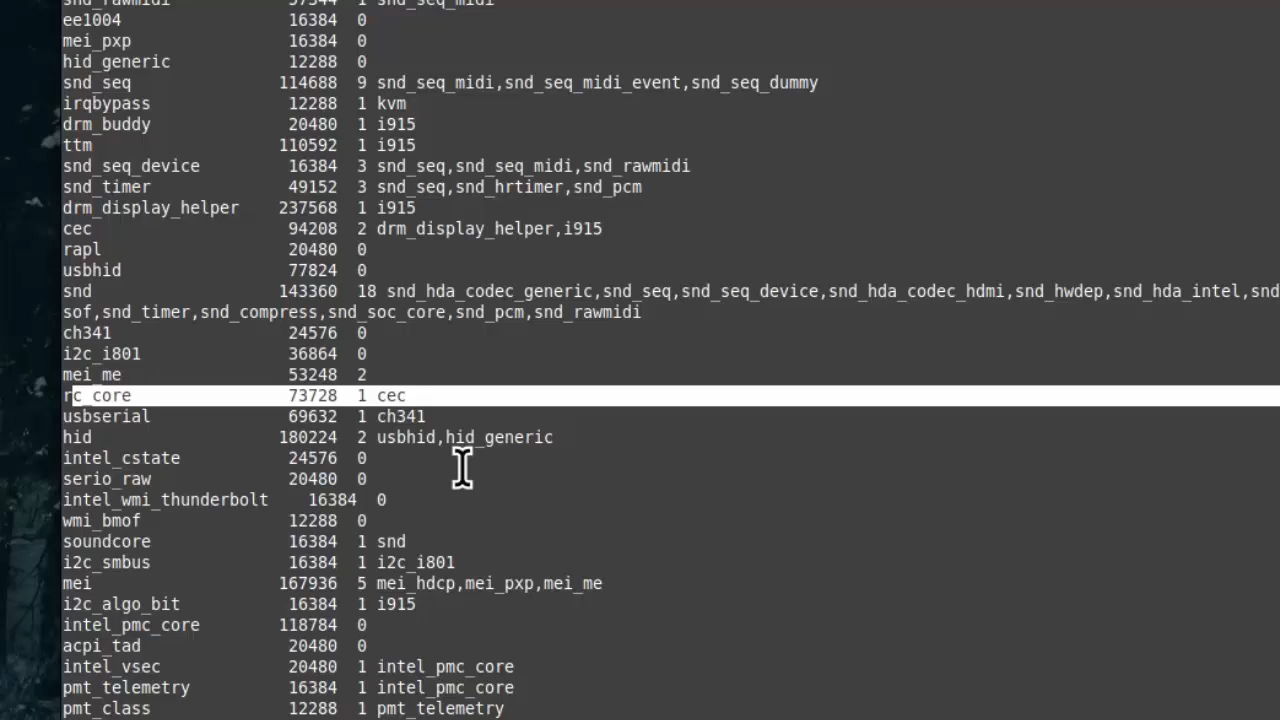 snd_rawmidi 57344 1 snd_seq_midi
ee1004 16384 0
mei_pxp 16384 0
hid_generic 12288 0
snd_seq 114688 9 snd_seq_midi,snd_seq_midi_event,snd_seq_dummy
irqbypass 12288 1 kvm
drm_buddy 20480 1 i915
ttm 110592 1 i915
snd_seq_device 16384 3 snd_seq,snd_seq_midi,snd_rawmidi
snd_timer 49152 3 snd_seq,snd_hrtimer,snd_pcm
drm_display_helper 237568 1 i915
cec 94208 2 drm_display_helper,i915
rapl 20480 0
usbhid 77824 0
snd 143360 18 snd_hda_codec_generic,snd_seq,snd_seq_device,snd_hda_codec_hdmi,snd_hwdep,snd_hda_intel,snd
sof,snd_timer,snd_compress,snd_soc_core,snd_pcm,snd_rawmidi
ch341 24576 0
i2c_i801 36864 0
mei_me 53248 2
rc_core 73728 1 cec
usbserial 69632 1 ch341
hid 180224 2 usbhid,hid_generic
intel_cstate 24576 0
serio_raw 20480 0
intel_wmi_thunderbolt 16384 0
wmi_bmof 12288 0
soundcore 16384 1 snd
i2c_smbus 16384 1 i2c_i801
mei 167936 5 mei_hdcp,mei_pxp,mei_me
i2c_algo_bit 16384 1 i915
intel_pmc_core 118784 0
acpi_tad 20480 0
intel_vsec 20480 1 intel_pmc_core
pmt_telemetry 16384 1 intel_pmc_core
pmt_class 12288 1 pmt_telemetry